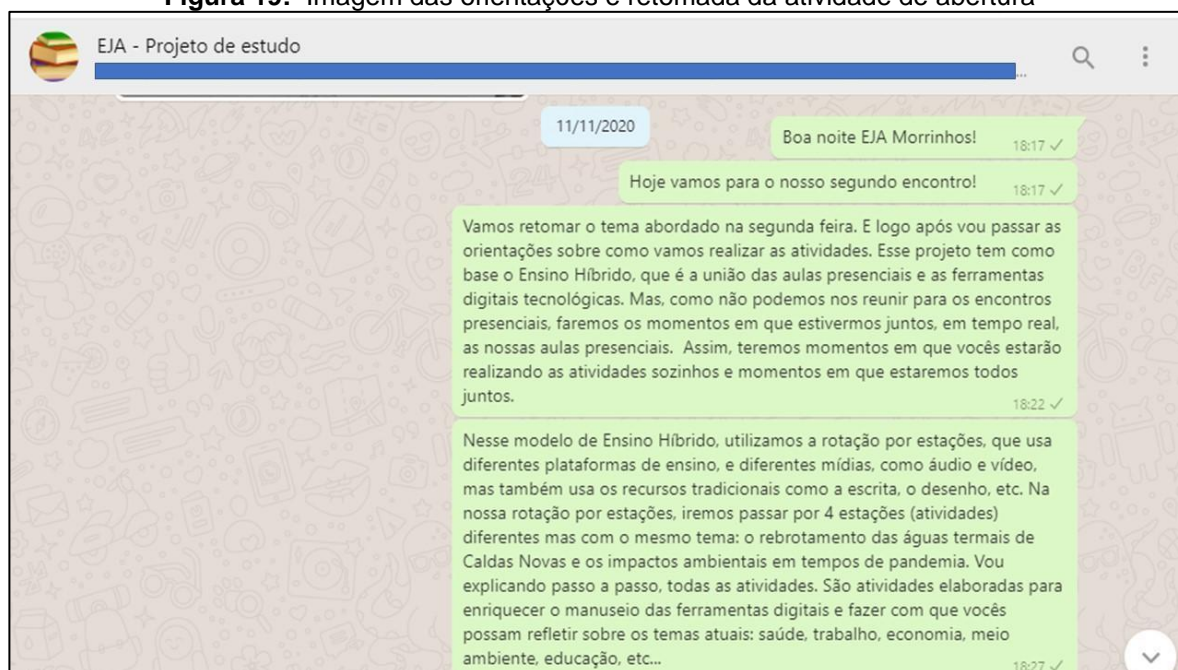 Figura 19: Imagem das orientações e retomada da atividade de abertura
EJA - Projeto de estudo
...
11/11/2020
Boa noite EJA Morrinhos!
18:17
Hoje vamos para o nosso segundo encontro!
18:17
Vamos retomar o tema abordado na segunda feira. E logo após vou passar as
orientações sobre como vamos realizar as atividades. Esse projeto tem como
base o Ensino Híbrido, que é a união das aulas presenciais e as ferramentas
digitais tecnológicas. Mas, como não podemos nos reunir para os encontros
presenciais, faremos os momentos em que estivermos juntos, em tempo real,
as nossas aulas presenciais. Assim, teremos momentos em que vocês estarão
realizando as atividades sozinhos e momentos em que estaremos todos
juntos.
18:22
Nesse modelo de Ensino Híbrido, utilizamos a rotação por estações, que usa
diferentes plataformas de ensino, e diferentes mídias, como áudio e vídeo,
mas também usa os recursos tradicionais como a escrita, o desenho, etc. Na
nossa rotação por estações, iremos passar por 4 estações (atividades)
diferentes mas com o mesmo tema: o rebrotamento das águas termais de
Caldas Novas e os impactos ambientais em tempos de pandemia. Vou
explicando passo a passo, todas as atividades. São atividades elaboradas para
enriquecer o manuseio das ferramentas digitais e fazer com que vocês
possam refletir sobre os temas atuais: saúde, trabalho, economia, meio
ambiente, educação, etc...
18:27